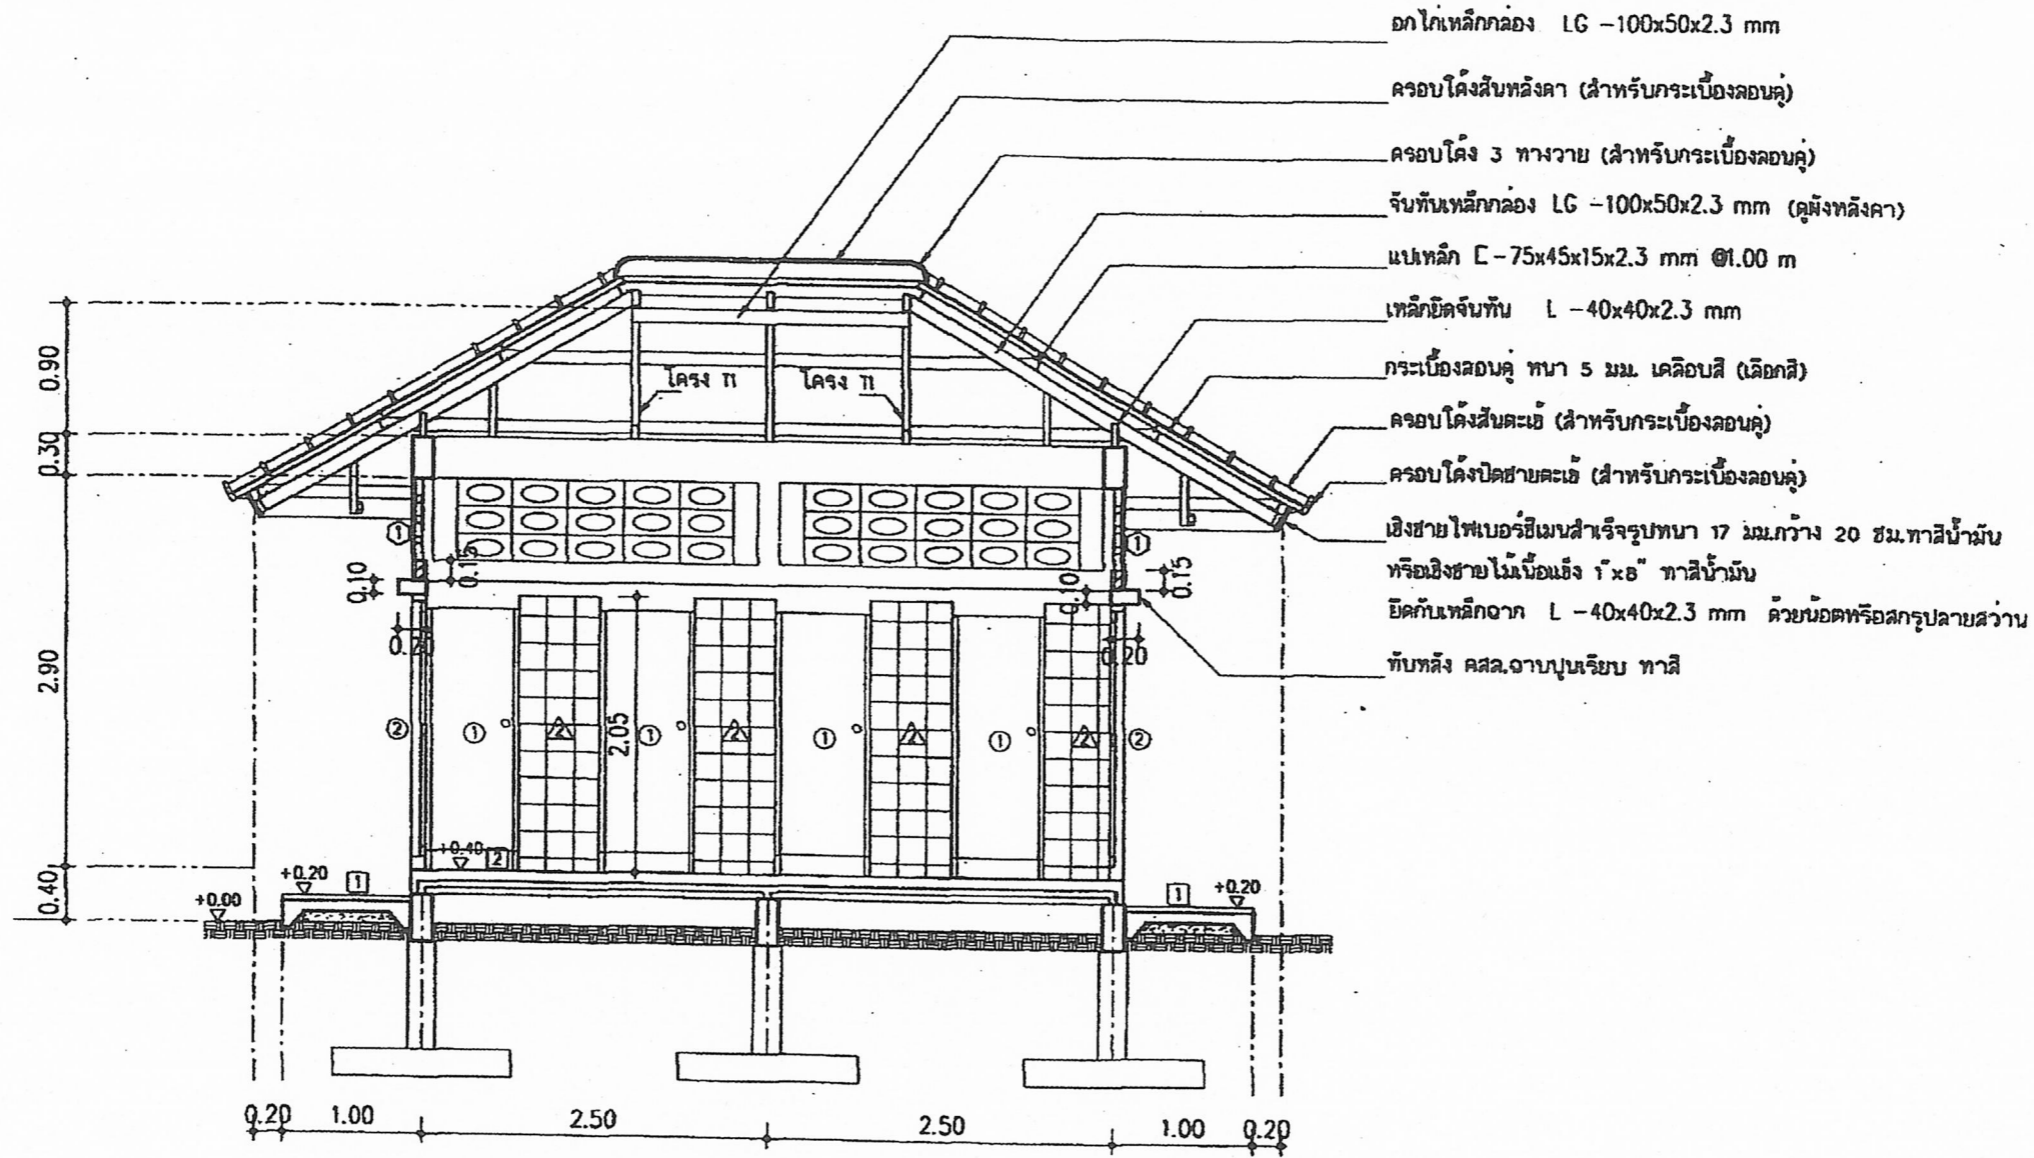 อกไก่เหล็กกล่อง LG -100x50x2.3 mm
ครอบโค้งสันหลังคา (สำหรับกระเบื้องลอนคู่)
ครอบโค้ง 3 ทางวาย (สำหรับกระเบื้องลอนคู่)
จันทันเหล็กกล่อง LG -100x50x2.3 mm (ดูผังหลังคา)
แปเหล็ก C -75x45x15x2.3 mm @1.00 m
เหล็กยึดจันทัน L -40x40x2.3 mm
กระเบื้องลอนคู่ หนา 5 มม. เคลือบสี (เลือกสี)
ครอบโค้งสันตะเข้ (สำหรับกระเบื้องลอนคู่)
ครอบโค้งปิดชายตะเข้ (สำหรับกระเบื้องลอนคู่)
เชิงชายไฟเบอร์ซีเมนสำเร็จรูปหนา 17 มม.กว้าง 20 ซม.ทาสีน้ำมัน
หรือเชิงชายไม้เนื้อแข็ง 1"x8" ทาสีน้ำมัน
ยึดกับเหล็กฉาก L -40x40x2.3 mm ด้วยน๊อตหรือสกรูปลายสว่าน
ทับหลัง คสล.ฉาบปูนเรียบ ทาสี
โครง T1 โครง T1
0.90
0.30
2.90
0.40
1 1
0.10 0.15 0.10 0.15
0.20 0.20
2.05
2 1 2 1 2 1 2 1 2 2
+0.40 2
+0.20 1 1 +0.20
+0.00
0.20 1.00 2.50 2.50 1.00 0.20